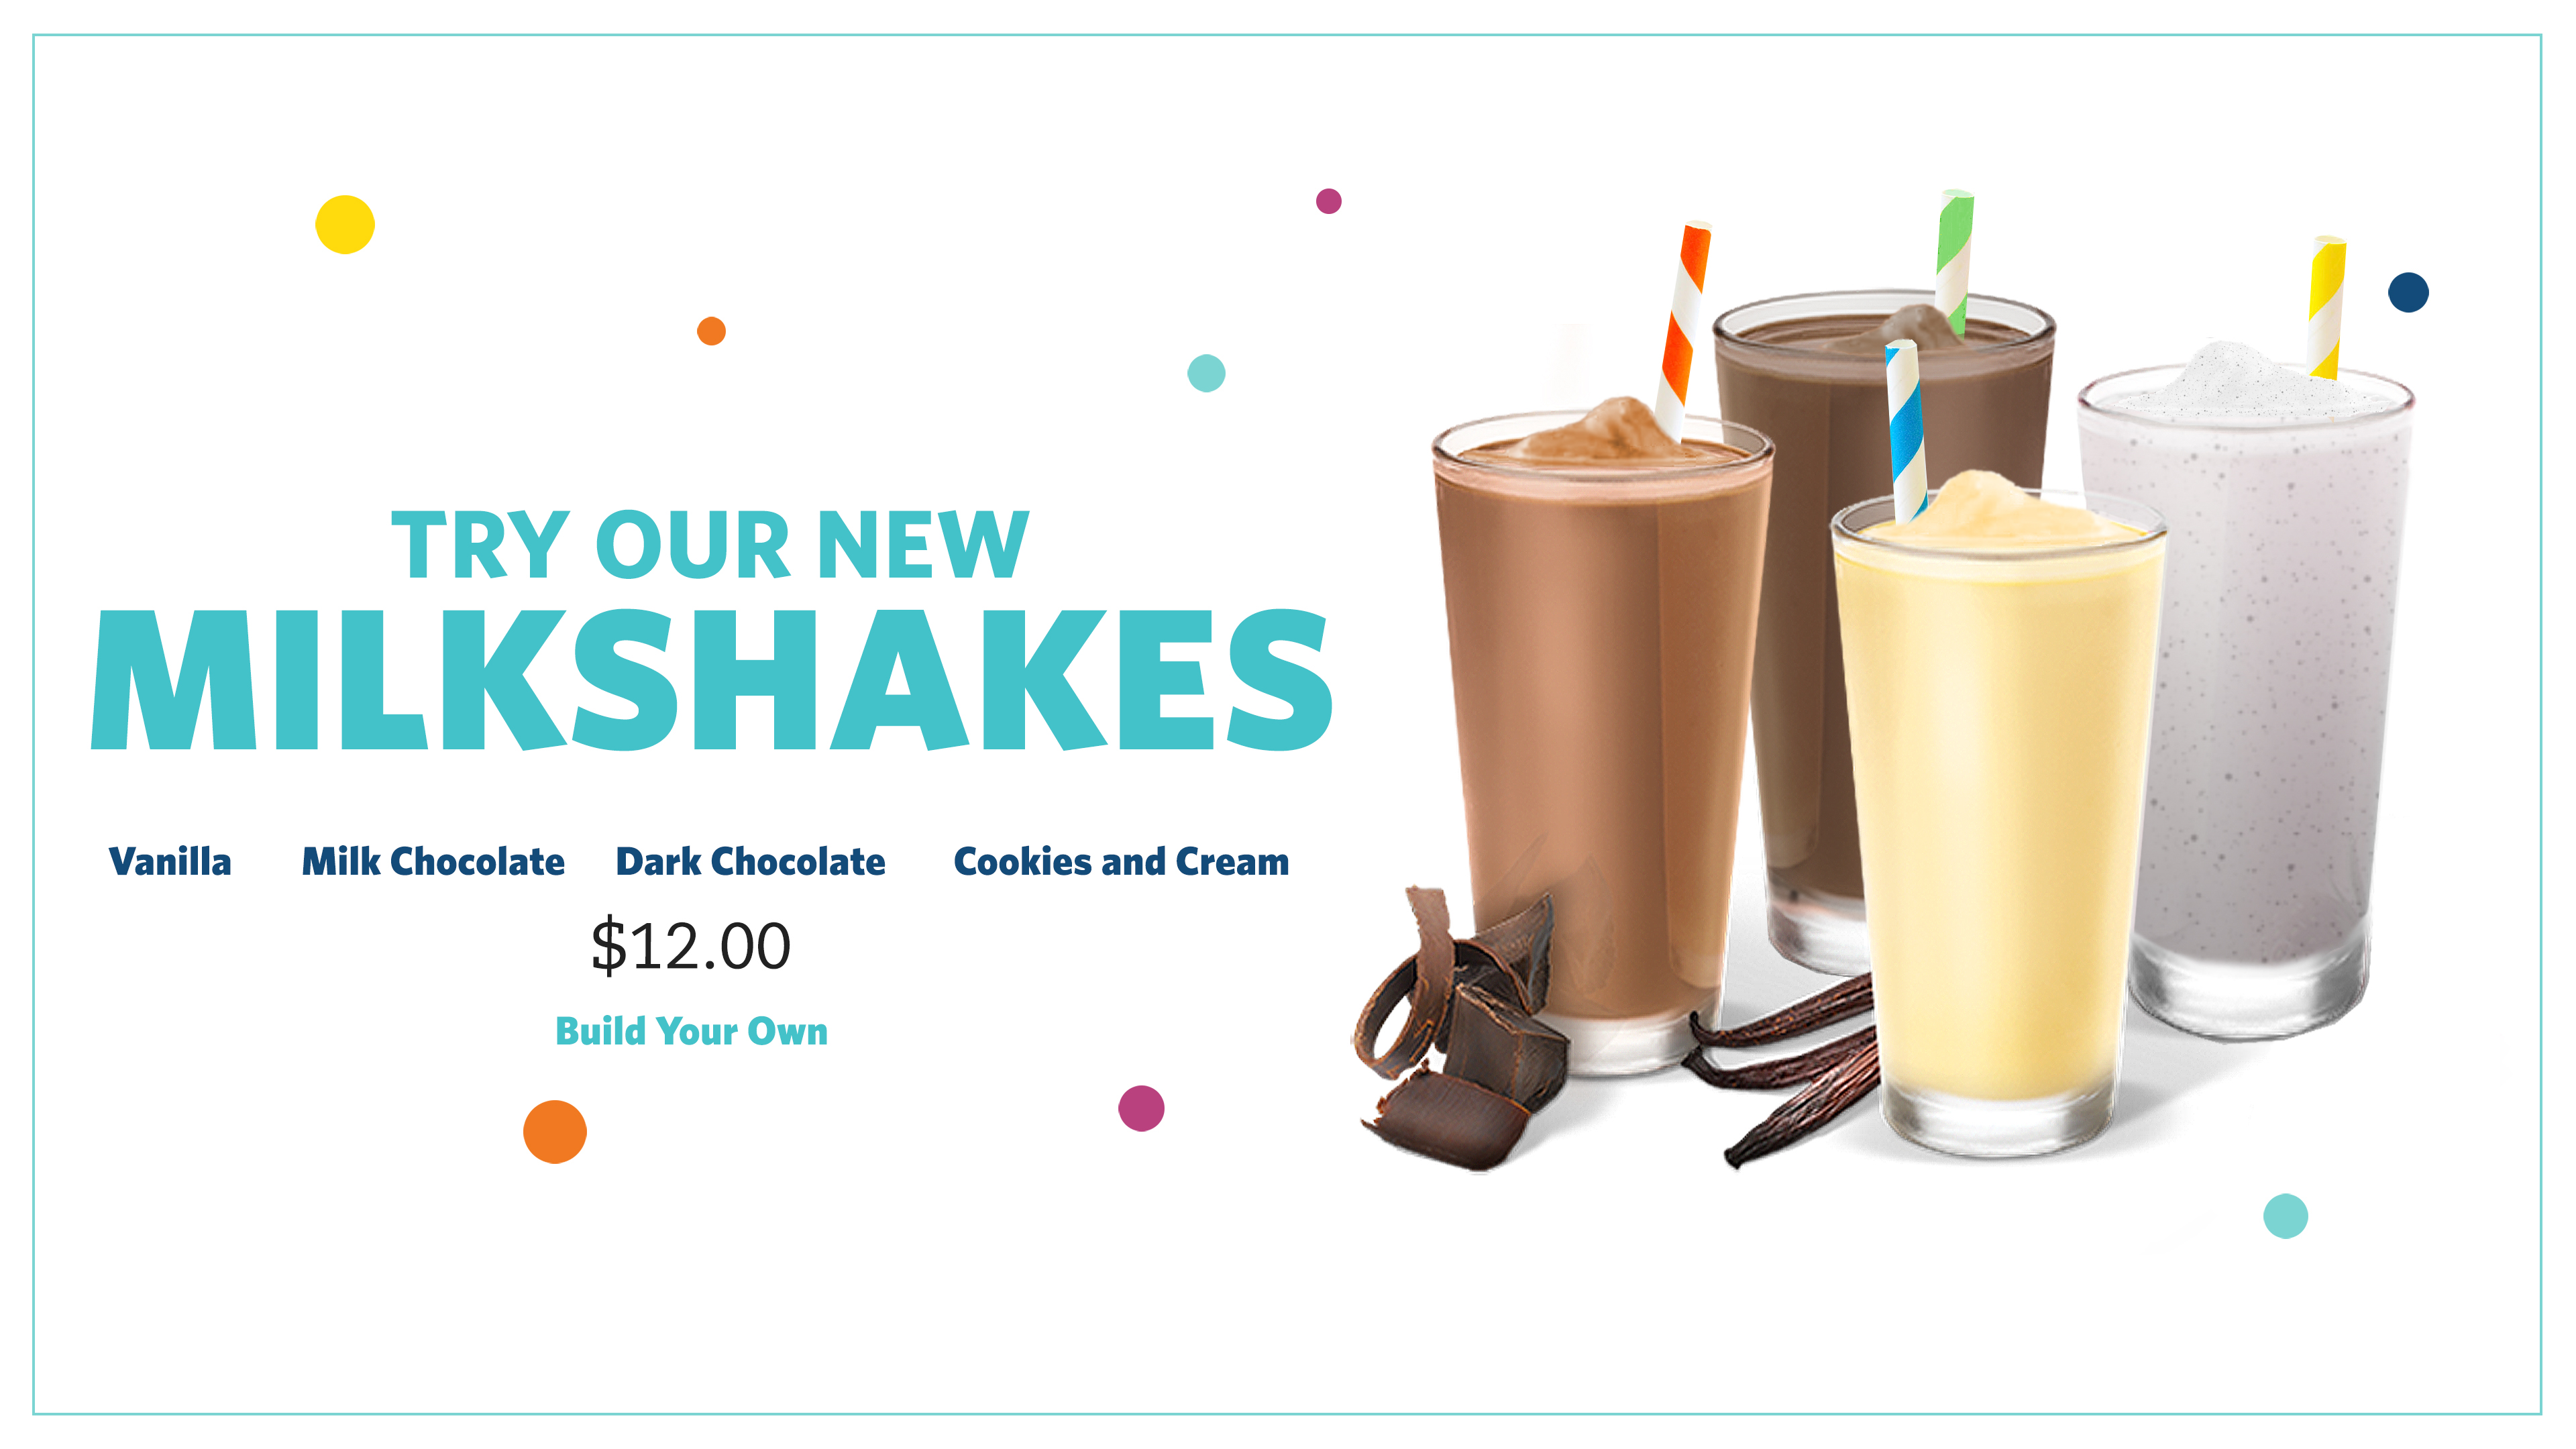 TRY OUR NEW
MILKSHAKES
Vanilla Milk Chocolate Dark Chocolate Cookies and Cream
$12.00
Build Your Own